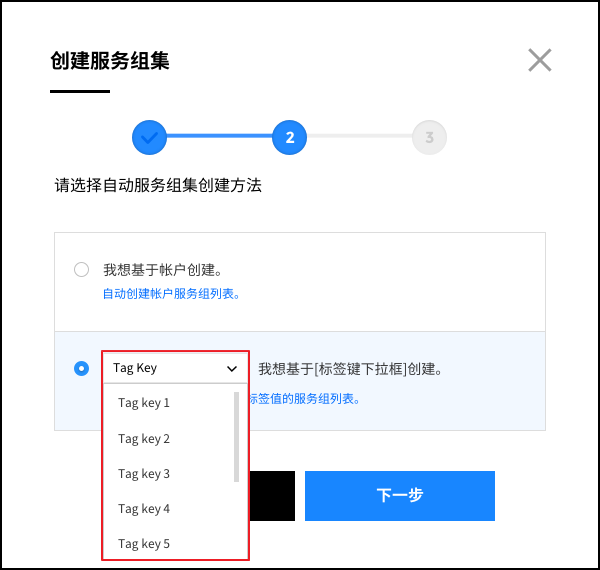 创建服务组集
2
3
请选择自动服务组集创建方法
我想基于帐户创建。
自动创建帐户服务组列表。
Tag Key
我想基于[标签键下拉框]创建。
标签值的服务组列表。
Tag key 1
Tag key 2
Tag key 3
Tag key 4
Tag key 5
下一步